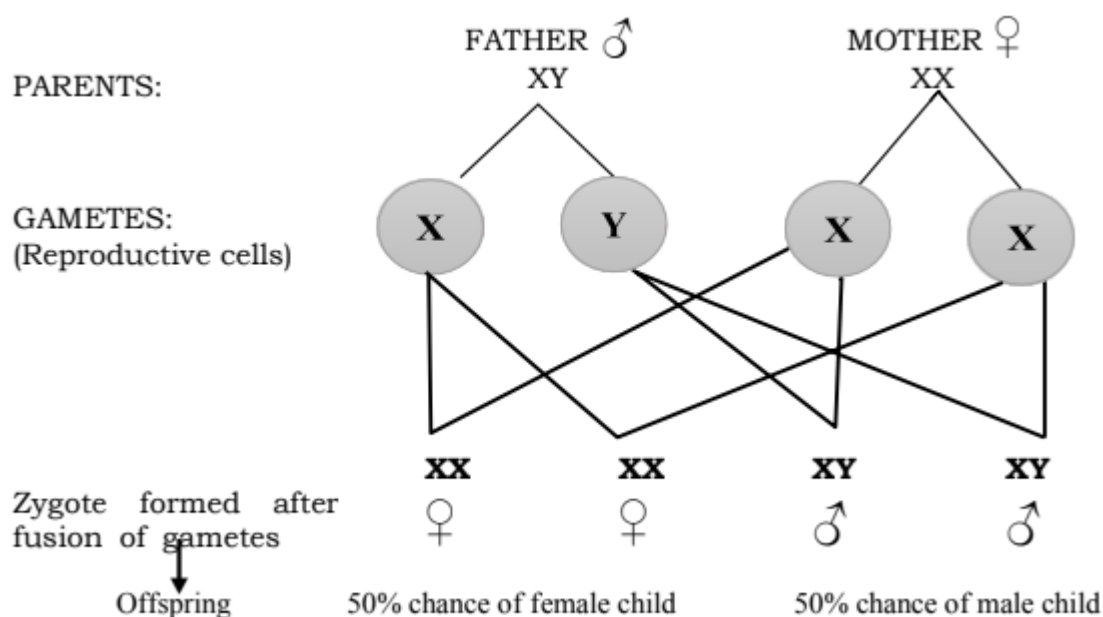 FATHER ♂ MOTHER ♀
PARENTS: XY XX
GAMETES:
(Reproductive cells)
X Y X X
XX XX XY XY
Zygote formed after
fusion of gametes
♀ ♀ ♂ ♂
Offspring 50% chance of female child 50% chance of male child